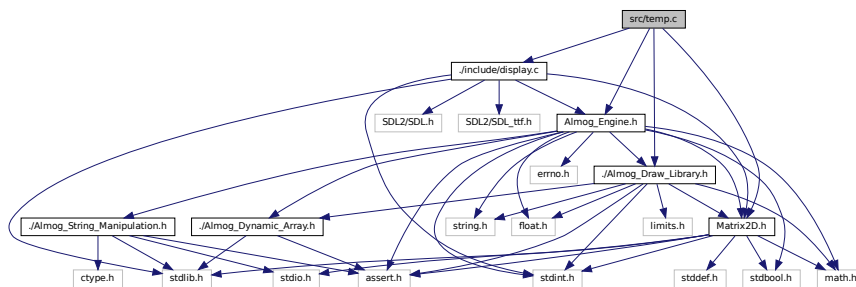 src/temp.c
./include/display.c
SDL2/SDL.h
SDL2/SDL_ttf.h
Almog_Engine.h
errno.h
./Almog_Draw_Library.h
./Almog_String_Manipulation.h
./Almog_Dynamic_Array.h
string.h
float.h
limits.h
Matrix2D.h
ctype.h
stdlib.h
stdio.h
assert.h
stdint.h
stddef.h
stdbool.h
math.h